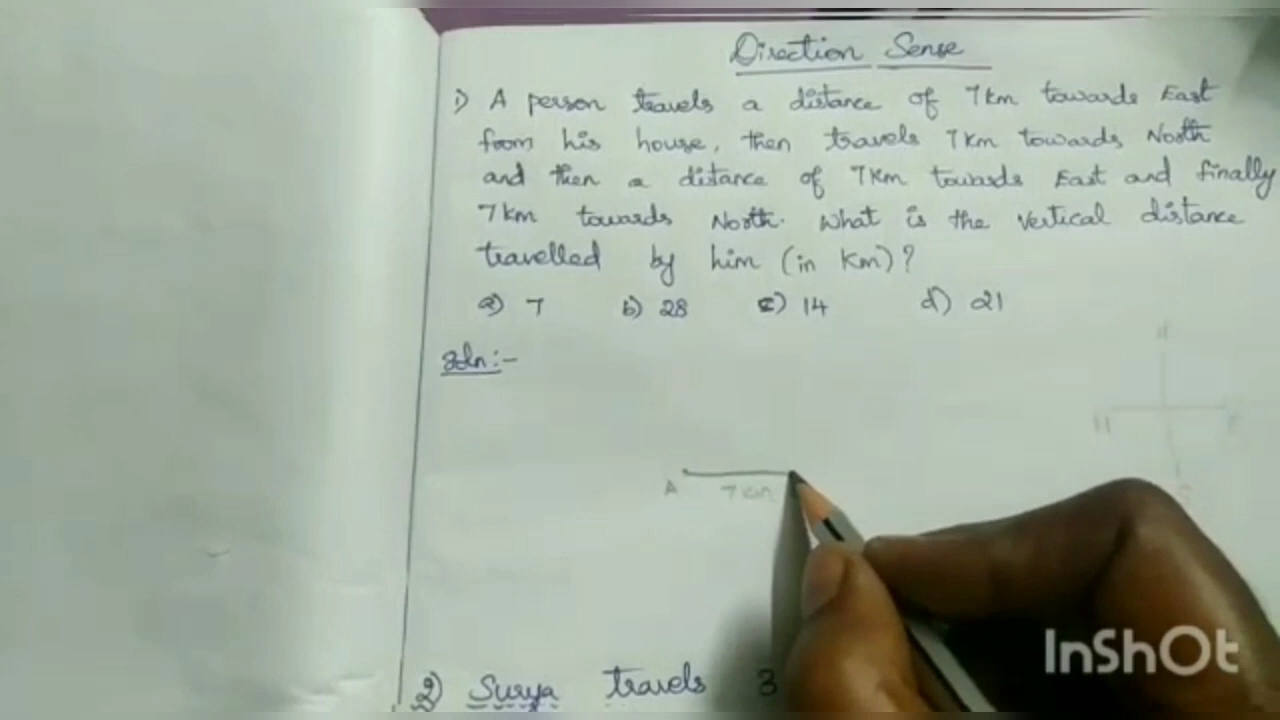 Direction Sense
1) A person travels a distance of 7km towards East
from his house, then travels 7km towards North
and then a distance of 7km towards East and finally
7km towards North. What is the vertical distance
travelled by him (in Km)?
a) 7 b) 28 c) 14 d) 21
Soln:-
N
E
S
A 7km
2) Surya travels 3
InShOt